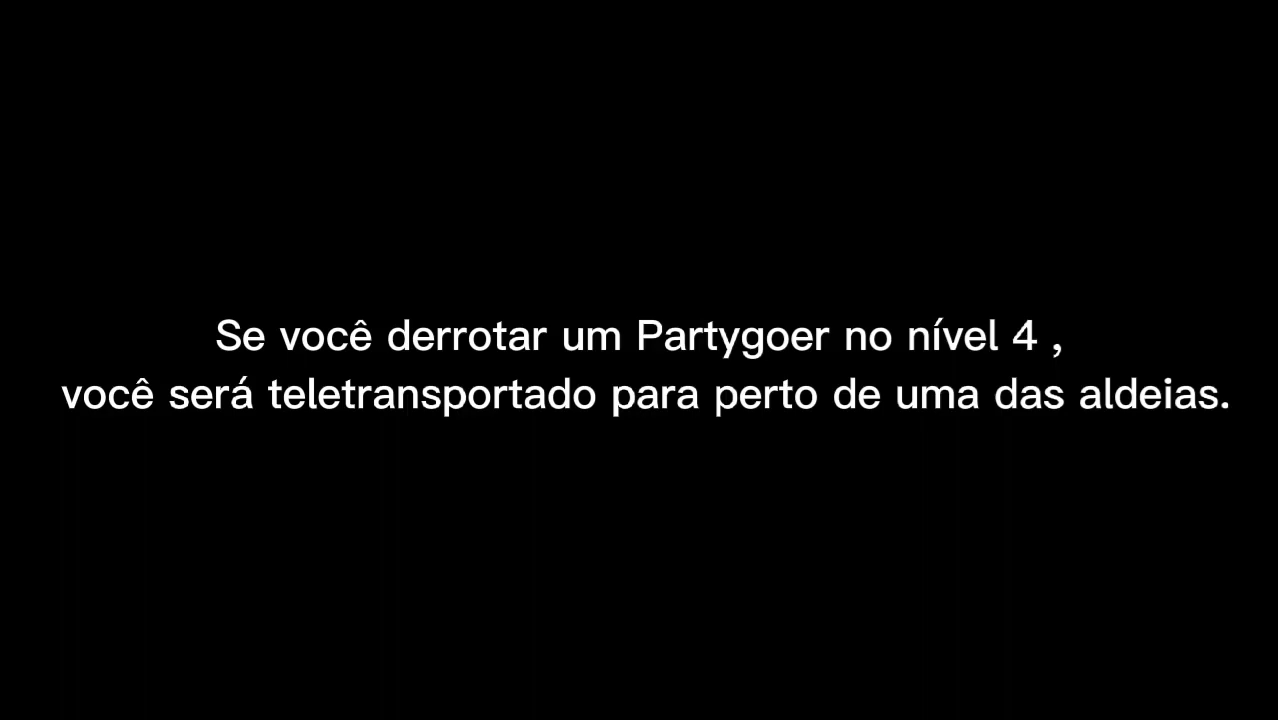 Se você derrotar um Partygoer no nível 4 ,
você será teletransportado para perto de uma das aldeias.